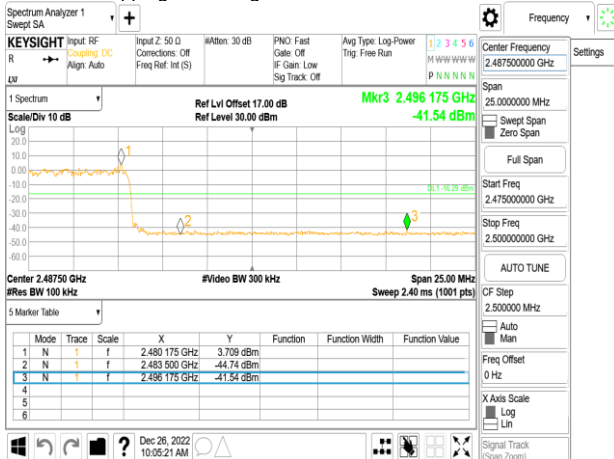 Spectrum Analyzer 1
Swept SA
+
Frequency
KEYSIGHT
R
Input: RF
Coupling: DC
Align: Auto
Input Z: 50 Ω
Corrections: Off
Freq Ref: Int (S)
#Atten: 30 dB
PNO: Fast
Gate: Off
IF Gain: Low
Sig Track: Off
Avg Type: Log-Power
Trig: Free Run
1 2 3 4 5 6
M W W W W W
P N N N N N
LXI
1 Spectrum
Scale/Div 10 dB
Ref Lvl Offset 17.00 dB
Ref Level 30.00 dBm
Mkr3 2.496 175 GHz
-41.54 dBm
Log
20.0
10.0
0.00
-10.0
-20.0
-30.0
-40.0
-50.0
-60.0
1
2
3
DL1 -16.29 dBm
Center 2.48750 GHz
#Res BW 100 kHz
#Video BW 300 kHz
Span 25.00 MHz
Sweep 2.40 ms (1001 pts)
5 Marker Table
Mode Trace Scale X Y Function Function Width Function Value
1 N 1 f 2.480 175 GHz 3.709 dBm
2 N 1 f 2.483 500 GHz -44.74 dBm
3 N 1 f 2.496 175 GHz -41.54 dBm
4
5
6
?
Dec 26, 2022
10:05:21 AM
Center Frequency
2.487500000 GHz
Settings
Span
25.0000000 MHz
Swept Span
Zero Span
Full Span
Start Freq
2.475000000 GHz
Stop Freq
2.500000000 GHz
AUTO TUNE
CF Step
2.500000 MHz
Auto
Man
Freq Offset
0 Hz
X Axis Scale
Log
Lin
Signal Track
(Span Zoom)